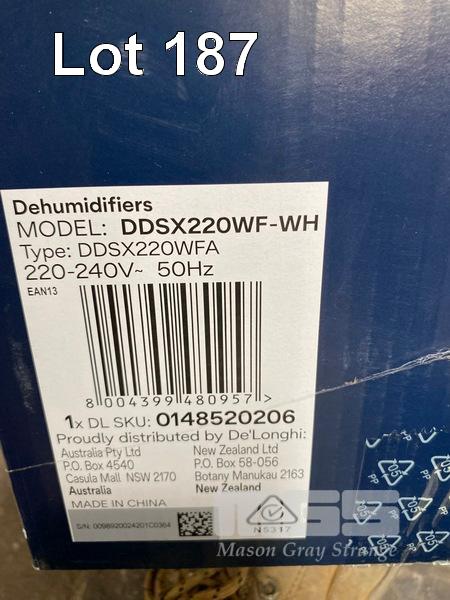 Lot 187
Dehumidifiers
MODEL: DDSX220WF-WH
Type: DDSX220WFA
220-240V~ 50Hz
EAN13
8 004399 480957 >
1x DL SKU: 0148520206
Proudly distributed by De'Longhi:
Australia Pty Ltd New Zealand Ltd
P.O. Box 4540 P.O. Box 58-056
Casula Mall NSW 2170 Botany Manukau 2163
Australia New Zealand
MADE IN CHINA
S/N: 0098920024201C0364
NS317
Mason Gray Strange